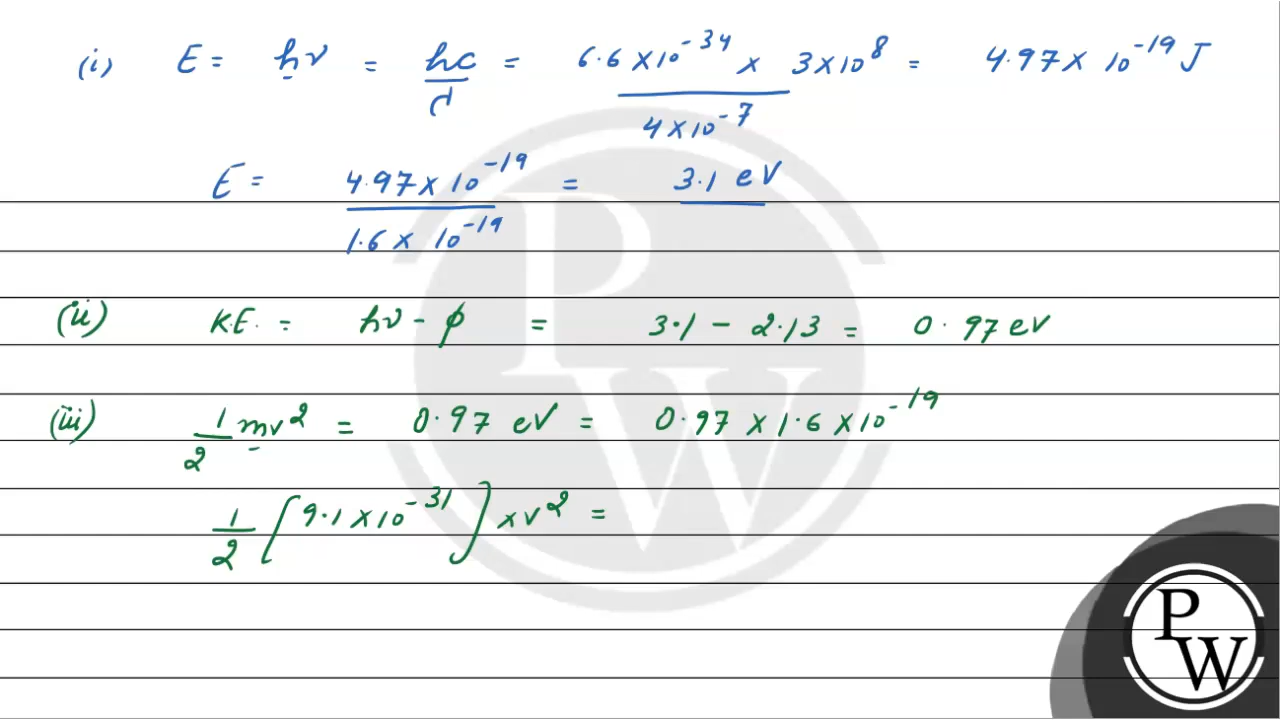 (i) E = hν = hc/d = 6.6 × 10^-34 × 3 × 10^8 / 4 × 10^-7 = 4.97 × 10^-19 J
E = 4.97 × 10^-19 / 1.6 × 10^-19 = 3.1 eV
(ii) KE. = hν - φ = 3.1 - 2.13 = 0.97 eV
(iii) 1/2 mv^2 = 0.97 eV = 0.97 × 1.6 × 10^-19
1/2 [9.1 × 10^-31] × v^2 =
P
W
P
W